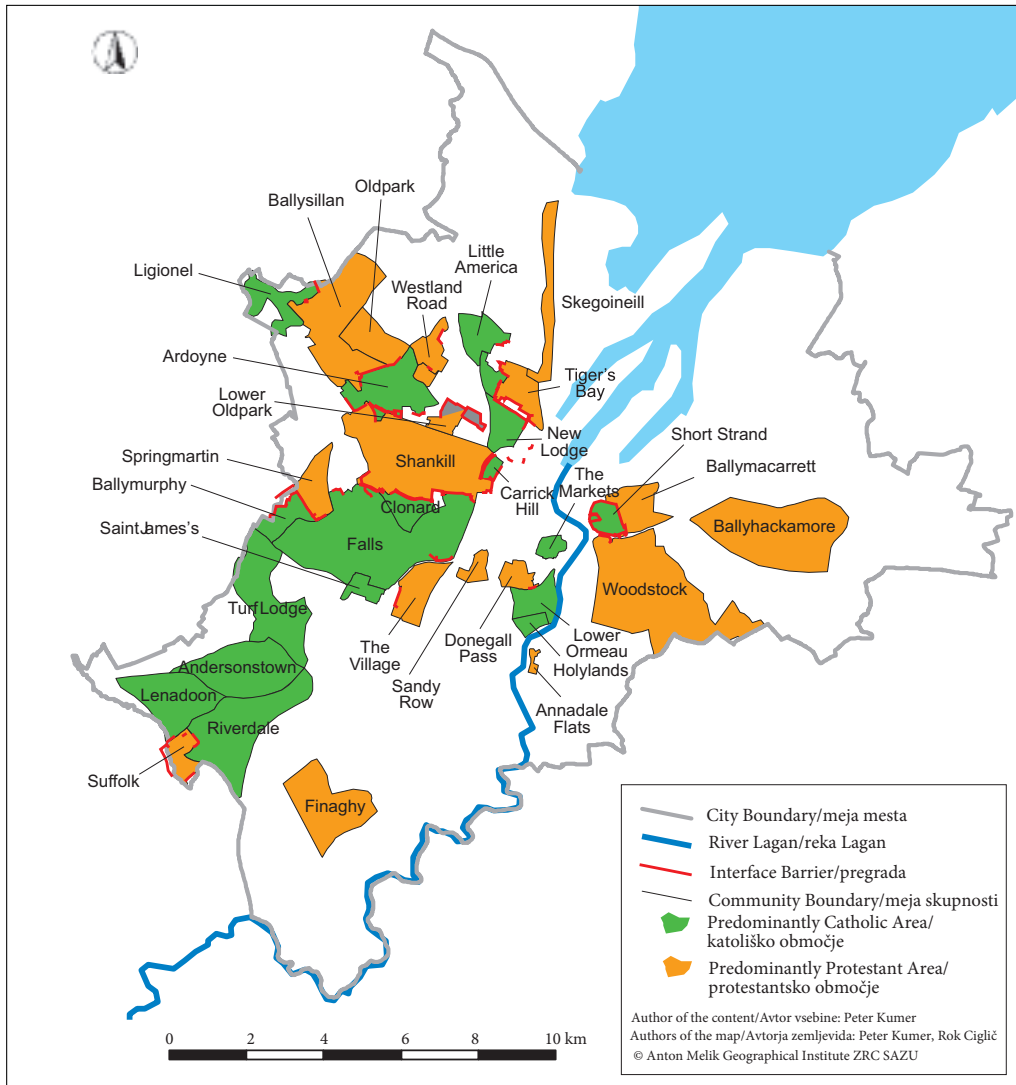 Oldpark
Ballysillan
Little
America
Ligionel
Westland
Road
Skegoineill
Ardoyne
Tiger's
Bay
Lower
Oldpark
New
Lodge
Short Strand
Shankill
Springmartin
The
Markets
Ballymacarrett
Ballymurphy
Carrick
Hill
Clonard
Saint James's
Falls
Ballyhackamore
Woodstock
Turf Lodge
The
Village
Donegall
Pass
Lower
Ormeau
Holylands
Andersonstown
Sandy
Row
Lenadoon
Annadale
Flats
Riverdale
Suffolk
Finaghy
City Boundary/meja mesta
River Lagan/reka Lagan
Interface Barrier/pregrada
Community Boundary/meja skupnosti
Predominantly Catholic Area/
katoliško območje
Predominantly Protestant Area/
protestantsko območje
Author of the content/Avtor vsebine: Peter Kumer
Authors of the map/Avtorja zemljevida: Peter Kumer, Rok Ciglič
© Anton Melik Geographical Institute ZRC SAZU
0 2 4 6 8 10 km